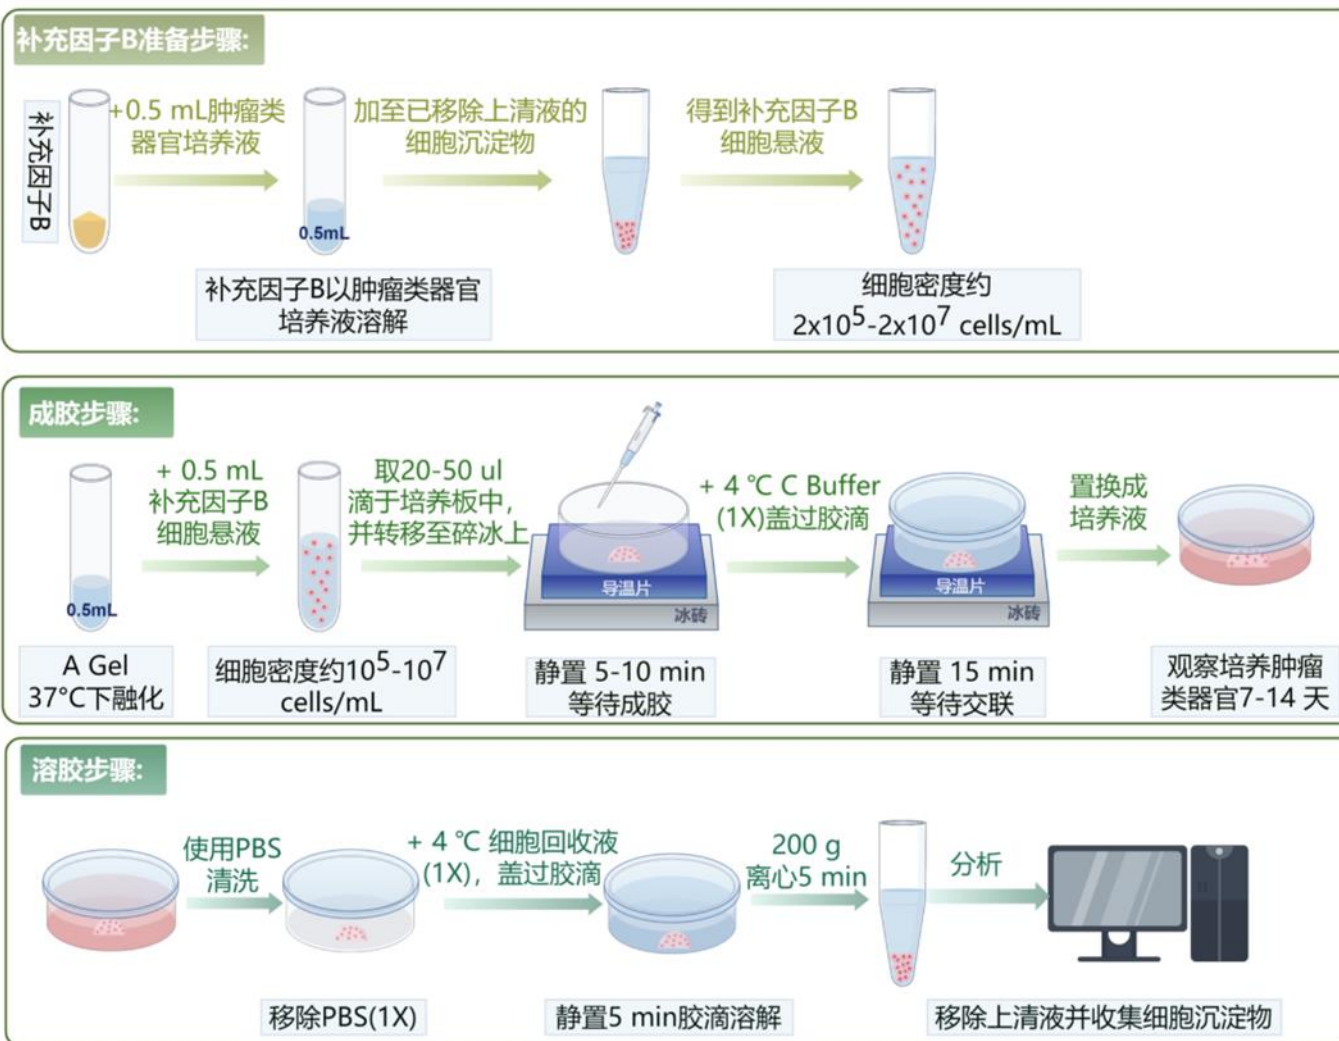 补充因子B准备步骤:
补充因子B
+0.5 mL肿瘤类
器官培养液
0.5mL
加至已移除上清液的
细胞沉淀物
得到补充因子B
细胞悬液
补充因子B以肿瘤类器官
培养液溶解
细胞密度约
2x10⁵-2x10⁷ cells/mL
成胶步骤:
0.5mL
+ 0.5 mL
补充因子B
细胞悬液
取20-50 ul
滴于培养板中,
并转移至碎冰上
导温片
冰砖
+ 4 ℃ C Buffer
(1X)盖过胶滴
导温片
冰砖
置换成
培养液
A Gel
37°C下融化
细胞密度约10⁵-10⁷
cells/mL
静置 5-10 min
等待成胶
静置 15 min
等待交联
观察培养肿瘤
类器官7-14 天
溶胶步骤:
使用PBS
清洗
+ 4 ℃ 细胞回收液
(1X)，盖过胶滴
200 g
离心5 min
分析
移除PBS(1X)
静置5 min胶滴溶解
移除上清液并收集细胞沉淀物